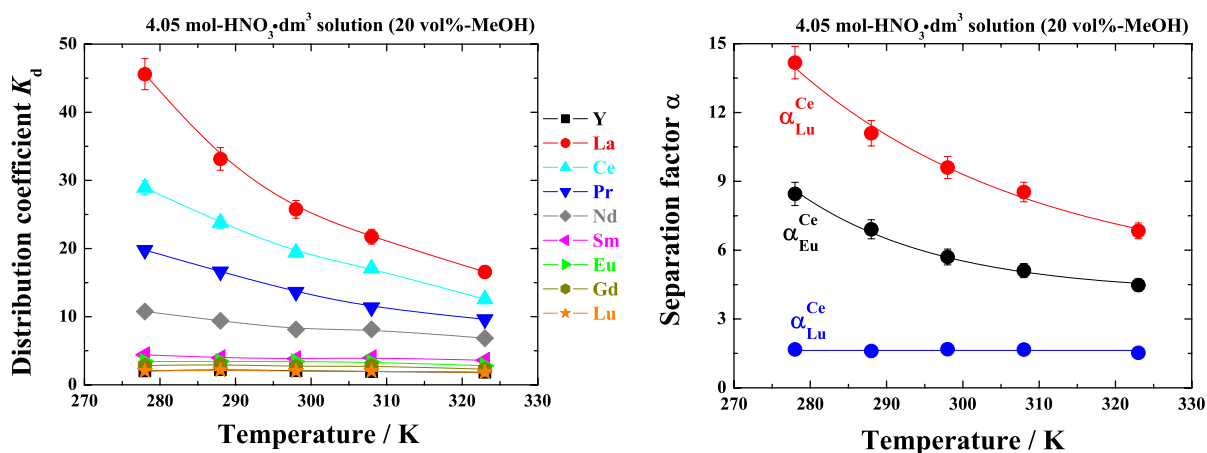 4.05 mol-HNO3•dm3 solution (20 vol%-MeOH)
Distribution coefficient Kd
50
40
30
20
10
0
270 280 290 300 310 320 330
Temperature / K
Y
La
Ce
Pr
Nd
Sm
Eu
Gd
Lu
4.05 mol-HNO3•dm3 solution (20 vol%-MeOH)
Separation factor α
15
12
9
6
3
0
αCeLu
αCeEu
αCeLu
270 280 290 300 310 320 330
Temperature / K